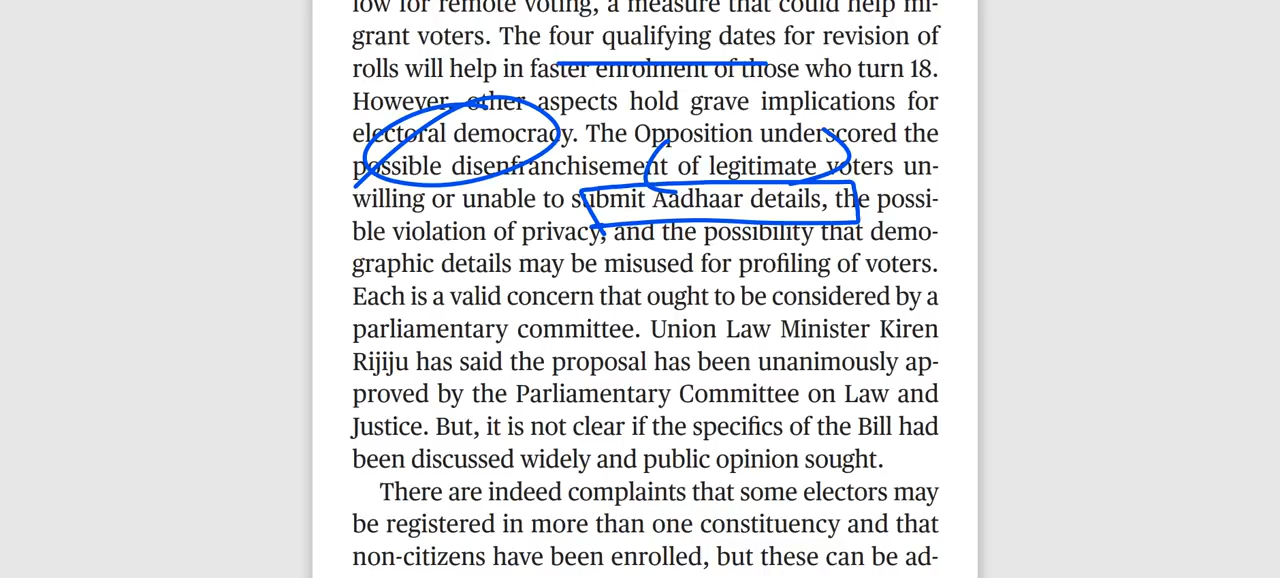 low for remote voting, a measure that could help mi-
grant voters. The four qualifying dates for revision of
rolls will help in faster enrolment of those who turn 18.
However, other aspects hold grave implications for
electoral democracy. The Opposition underscored the
possible disenfranchisement of legitimate voters un-
willing or unable to submit Aadhaar details, the possi-
ble violation of privacy, and the possibility that demo-
graphic details may be misused for profiling of voters.
Each is a valid concern that ought to be considered by a
parliamentary committee. Union Law Minister Kiren
Rijiju has said the proposal has been unanimously ap-
proved by the Parliamentary Committee on Law and
Justice. But, it is not clear if the specifics of the Bill had
been discussed widely and public opinion sought.
There are indeed complaints that some electors may
be registered in more than one constituency and that
non-citizens have been enrolled, but these can be ad-